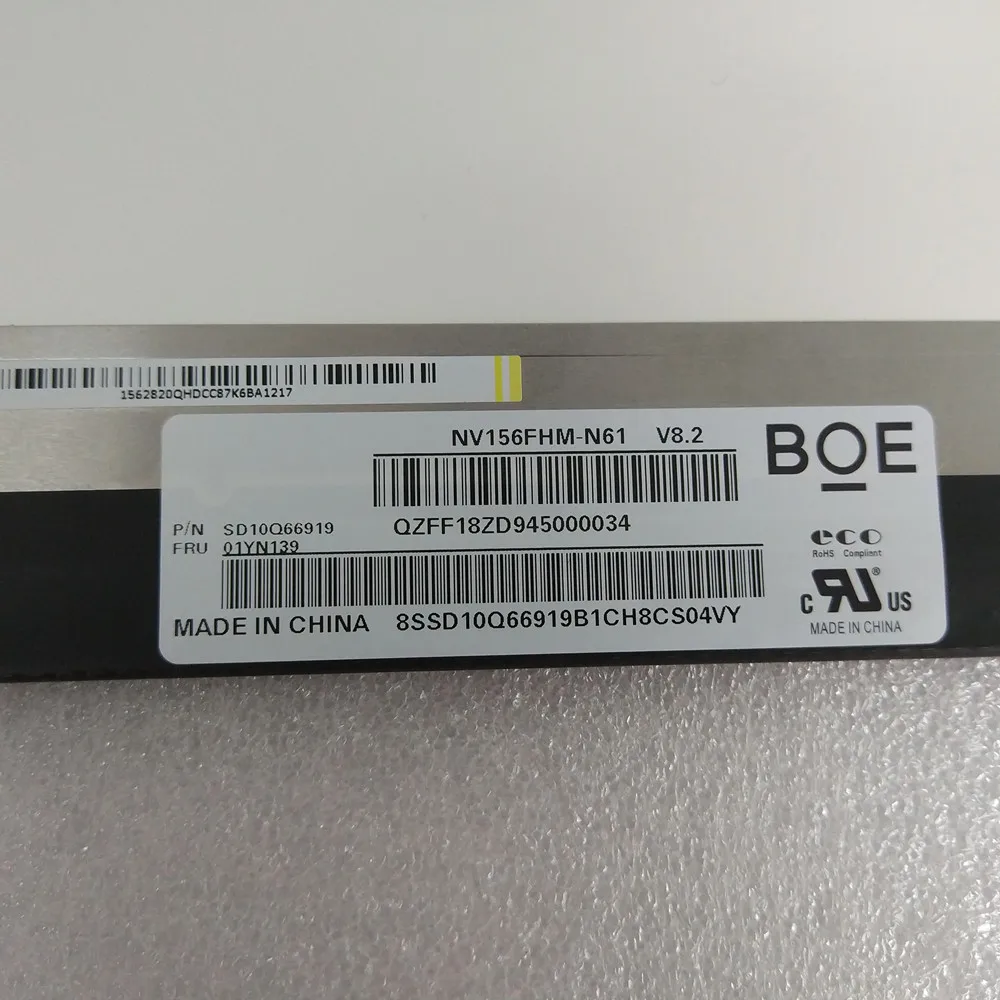 1562820QHDCC87K6BA1217
NV156FHM-N61 V8.2
BOE
QZFF18ZD945000034
P/N SD10Q66919
FRU 01YN139
eco
RoHS Compliant
C RU ® US
MADE IN CHINA 8SSD10Q66919B1CH8CS04VY
MADE IN CHINA